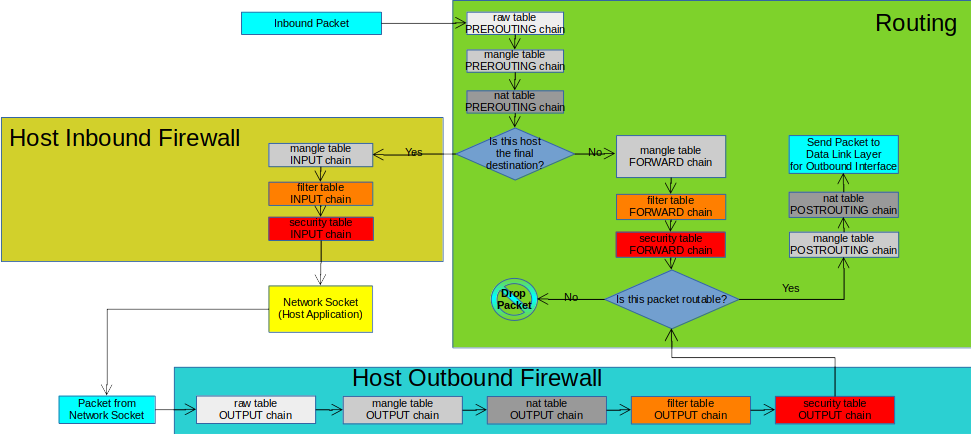 Inbound Packet
raw table
PREROUTING chain
Routing
mangle table
PREROUTING chain
nat table
PREROUTING chain
Is this host
the final
destination?
Yes
No
Host Inbound Firewall
mangle table
INPUT chain
filter table
INPUT chain
security table
INPUT chain
mangle table
FORWARD chain
filter table
FORWARD chain
security table
FORWARD chain
Send Packet to
Data Link Layer
for Outbound Interface
nat table
POSTROUTING chain
mangle table
POSTROUTING chain
Is this packet routable?
Yes
No
Drop
Packet
Network Socket
(Host Application)
Host Outbound Firewall
Packet from
Network Socket
raw table
OUTPUT chain
mangle table
OUTPUT chain
nat table
OUTPUT chain
filter table
OUTPUT chain
security table
OUTPUT chain